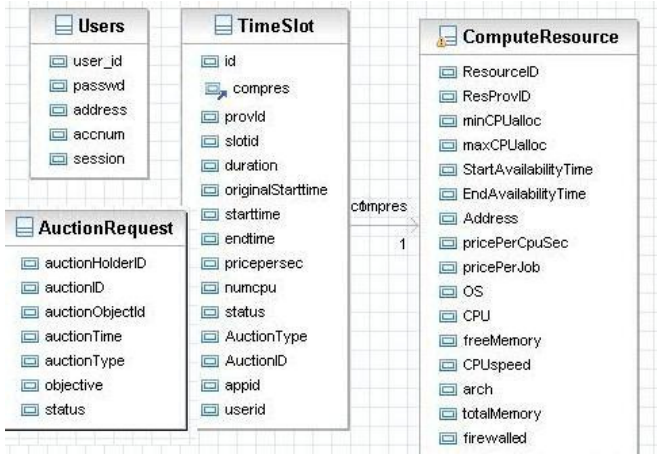 Users
user_id
passwd
address
accnum
session
AuctionRequest
auctionHolderID
auctionID
auctionObjectId
auctionTime
auctionType
objective
status
TimeSlot
id
compres
provId
slotid
duration
originalStarttime
starttime
endtime
pricepersec
numcpu
status
AuctionType
AuctionID
appid
userid
compres
1
ComputeResource
ResourceID
ResProvID
minCPUalloc
maxCPUalloc
StartAvailabilityTime
EndAvailabilityTime
Address
pricePerCpuSec
pricePerJob
OS
CPU
freeMemory
CPUspeed
arch
totalMemory
firewalled